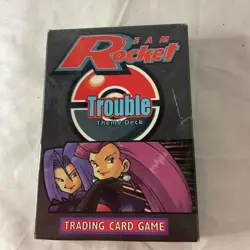 TEAM
Rocket
Trouble
Theme Deck
TRADING CARD GAME